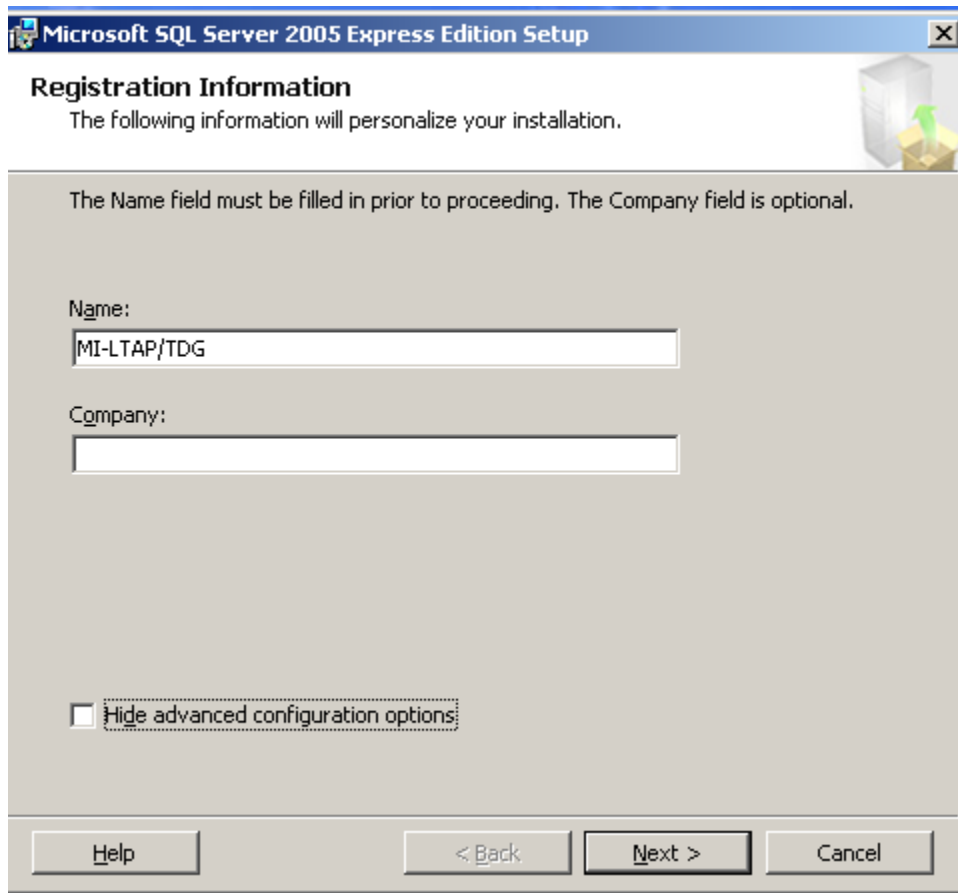 Microsoft SQL Server 2005 Express Edition Setup
Registration Information
The following information will personalize your installation.
The Name field must be filled in prior to proceeding. The Company field is optional.
Name:
MI-LTAP/TDG
Company:
Hide advanced configuration options
Help
< Back
Next >
Cancel